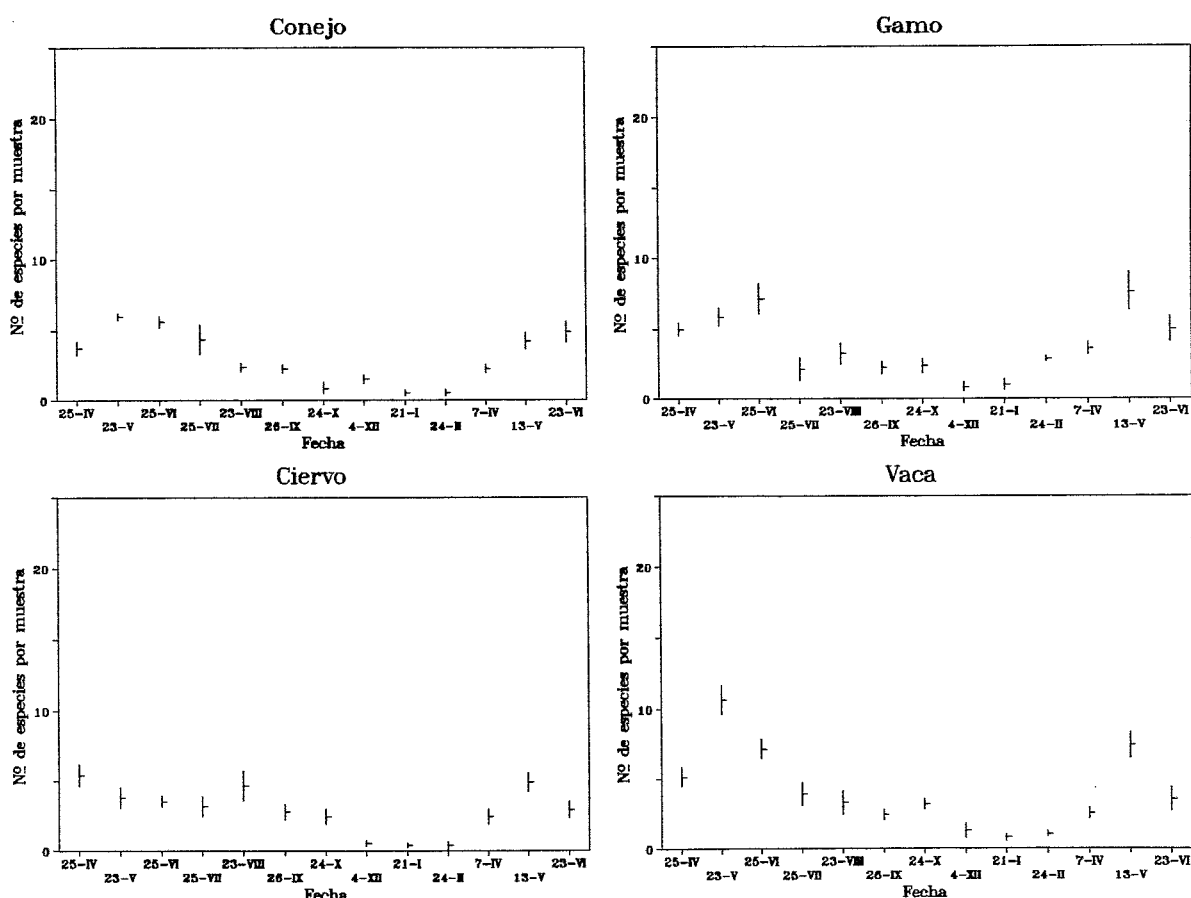 Conejo
Nº de especies por muestra
20
10
0
25-IV 25-VI 23-VIII 24-X 21-I 7-IV 23-VI
23-V 25-VII 26-IX 4-XII 24-II 13-V
Fecha
Gamo
Nº de especies por muestra
20
10
0
25-IV 25-VI 23-VIII 24-X 21-I 7-IV 23-VI
23-V 25-VII 26-IX 4-XII 24-II 13-V
Fecha
Ciervo
Nº de especies por muestra
20
10
0
25-IV 25-VI 23-VIII 24-X 21-I 7-IV 23-VI
23-V 25-VII 26-IX 4-XII 24-II 13-V
Fecha
Vaca
Nº de especies por muestra
20
10
0
25-IV 25-VI 23-VIII 24-X 21-I 7-IV 23-VI
23-V 25-VII 26-IX 4-XII 24-II 13-V
Fecha